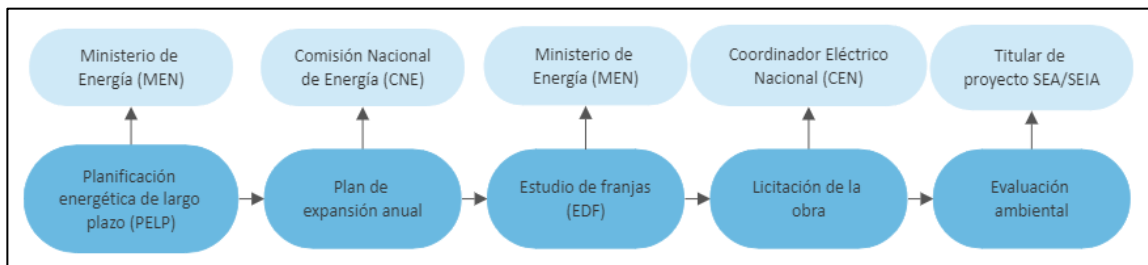 Ministerio de
Energía (MEN)
Comisión Nacional
de Energía (CNE)
Ministerio de
Energía (MEN)
Coordinador Eléctrico
Nacional (CEN)
Titular de
proyecto SEA/SEIA
Planificación
energética de largo
plazo (PELP)
Plan de
expansión anual
Estudio de franjas
(EDF)
Licitación de la
obra
Evaluación
ambiental